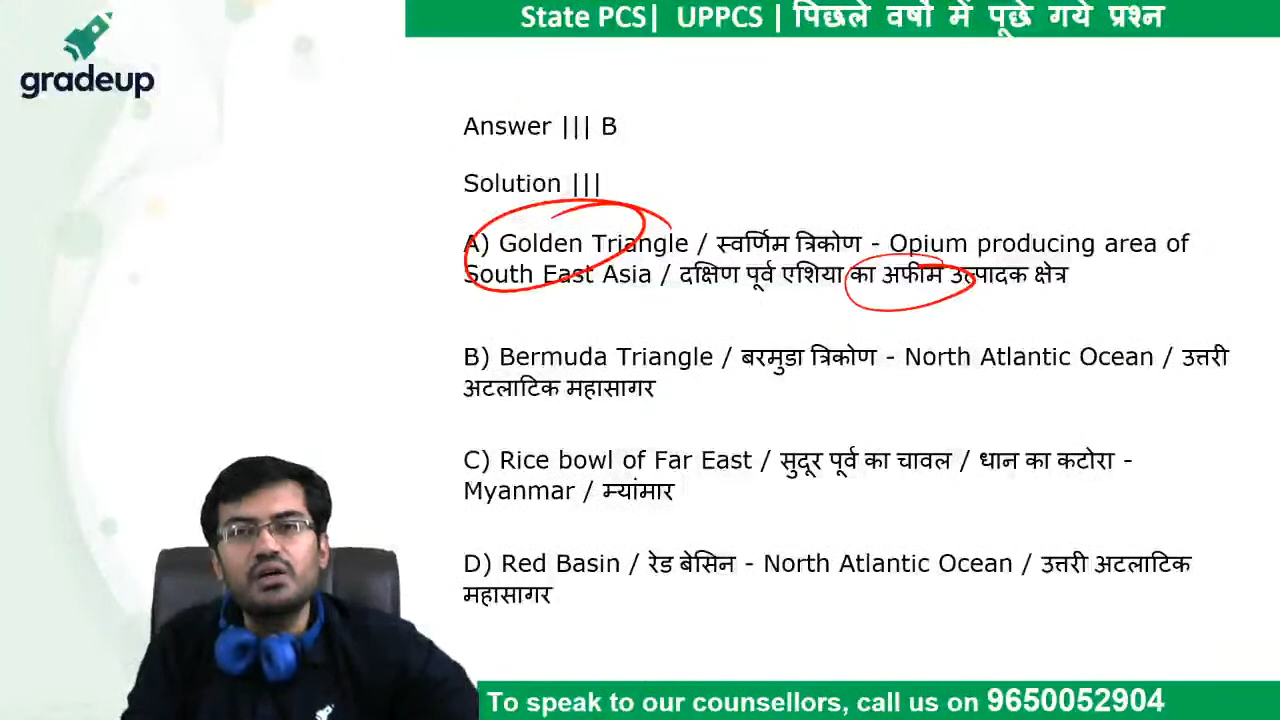 State PCS| UPPCS | पिछले वर्षो में पूछे गये प्रश्न
gradeup
Answer ||| B
Solution |||
A) Golden Triangle / स्वर्णिम त्रिकोण - Opium producing area of
South East Asia / दक्षिण पूर्व एशिया का अफीम उत्पादक क्षेत्र
B) Bermuda Triangle / बरमुडा त्रिकोण - North Atlantic Ocean / उत्तरी
अटलाटिक महासागर
C) Rice bowl of Far East / सुदूर पूर्व का चावल / धान का कटोरा -
Myanmar / म्यांमार
D) Red Basin / रेड बेसिन - North Atlantic Ocean / उत्तरी अटलाटिक
महासागर
To speak to our counsellors, call us on 9650052904